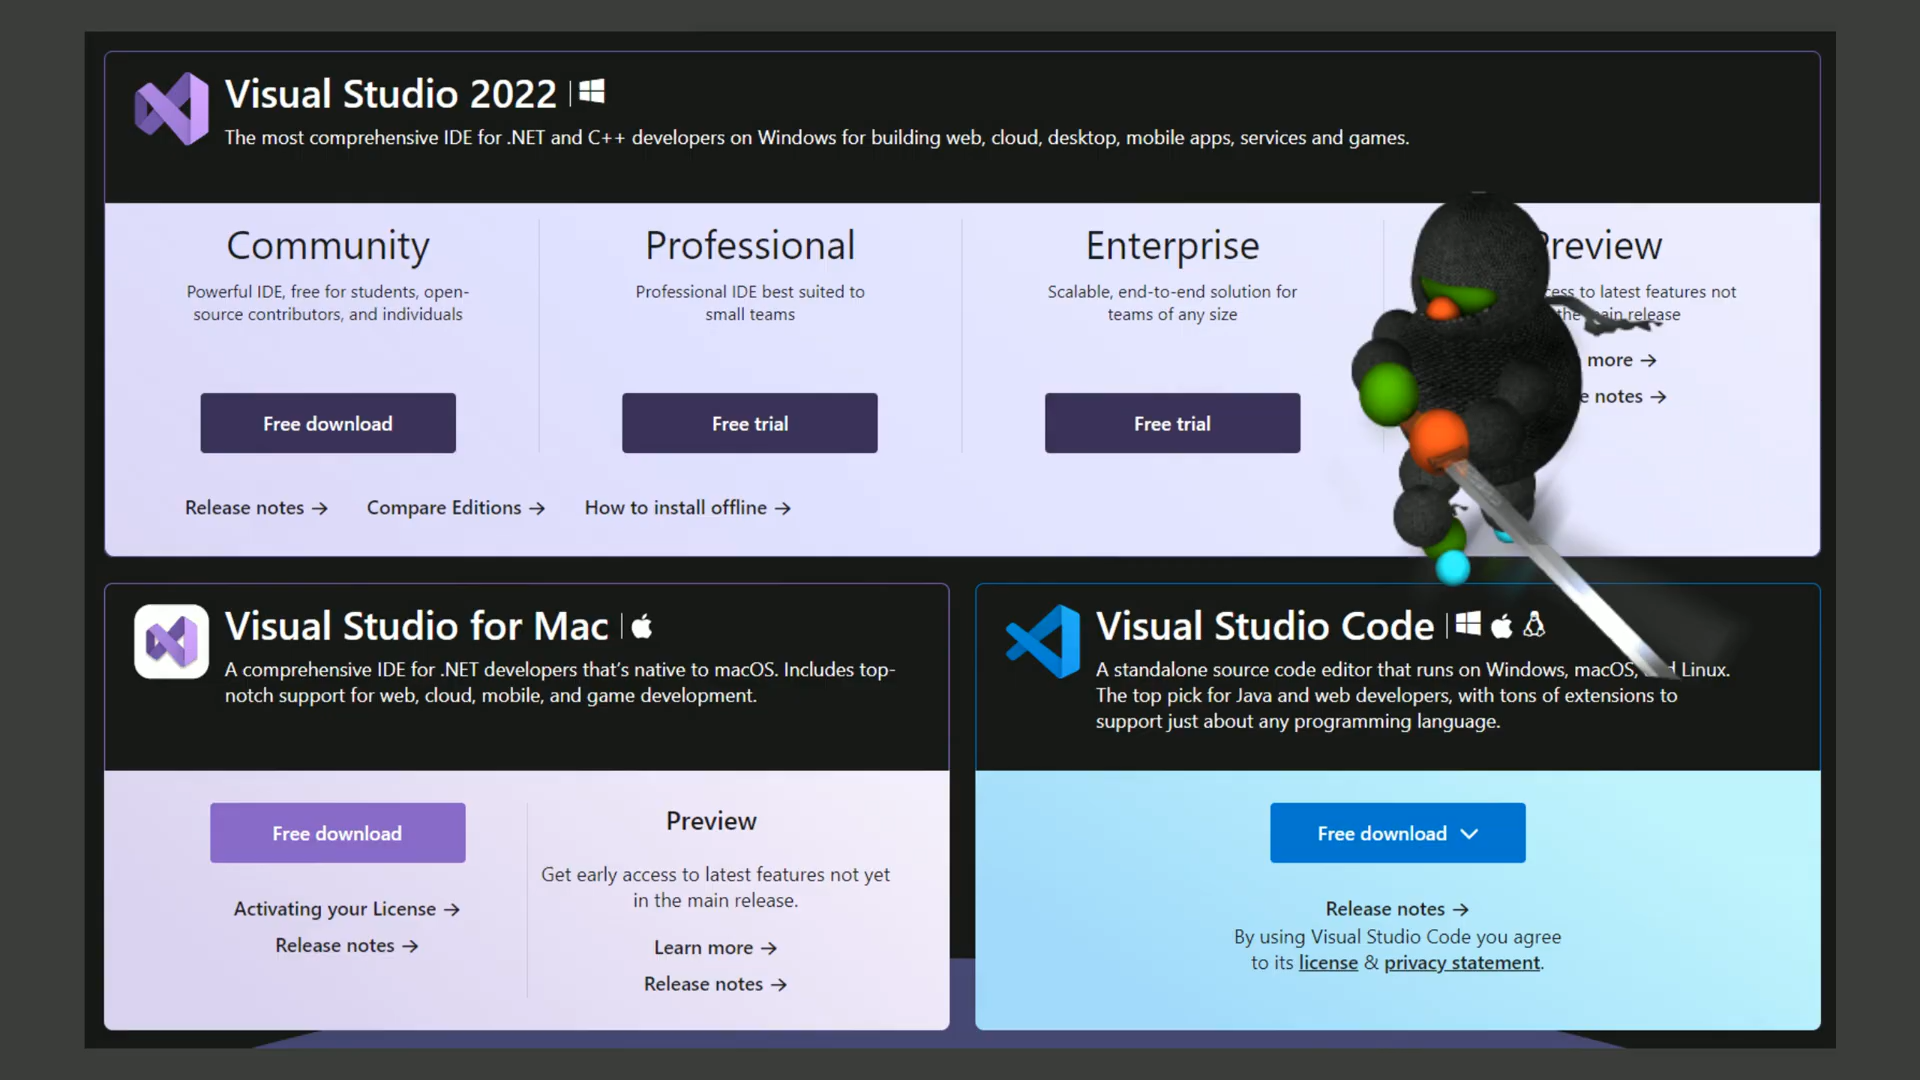 Visual Studio 2022
The most comprehensive IDE for .NET and C++ developers on Windows for building web, cloud, desktop, mobile apps, services and games.
Community
Powerful IDE, free for students, open-
source contributors, and individuals
Free download
Professional
Professional IDE best suited to
small teams
Free trial
Enterprise
Scalable, end-to-end solution for
teams of any size
Free trial
to latest features not
release
more →
notes →
Release notes →
Compare Editions →
How to install offline →
Visual Studio for Mac
A comprehensive IDE for .NET developers that’s native to macOS. Includes top-
notch support for web, cloud, mobile, and game development.
Free download
Activating your License →
Release notes →
Preview
Get early access to latest features not yet
in the main release.
Learn more →
Release notes →
Visual Studio Code
A standalone source code editor that runs on Windows, macOS, Linux.
The top pick for Java and web developers, with tons of extensions to
support just about any programming language.
Free download
Release notes →
By using Visual Studio Code you agree
to its license & privacy statement.